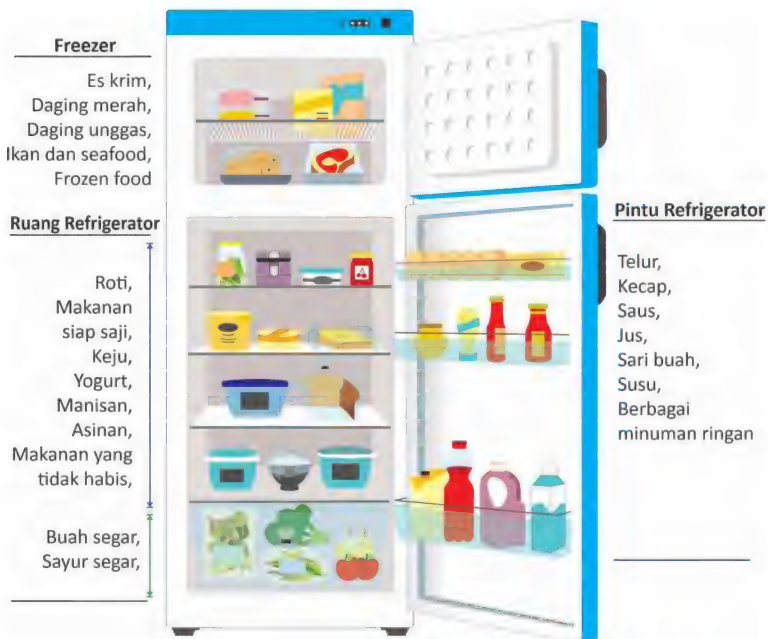 Freezer
Es krim,
Daging merah,
Daging unggas,
Ikan dan seafood,
Frozen food
Ruang Refrigerator
Roti,
Makanan
siap saji,
Keju,
Yogurt,
Manisan,
Asinan,
Makanan yang
tidak habis,
Buah segar,
Sayur segar,
Pintu Refrigerator
Telur,
Kecap,
Saus,
Jus,
Sari buah,
Susu,
Berbagai
minuman ringan